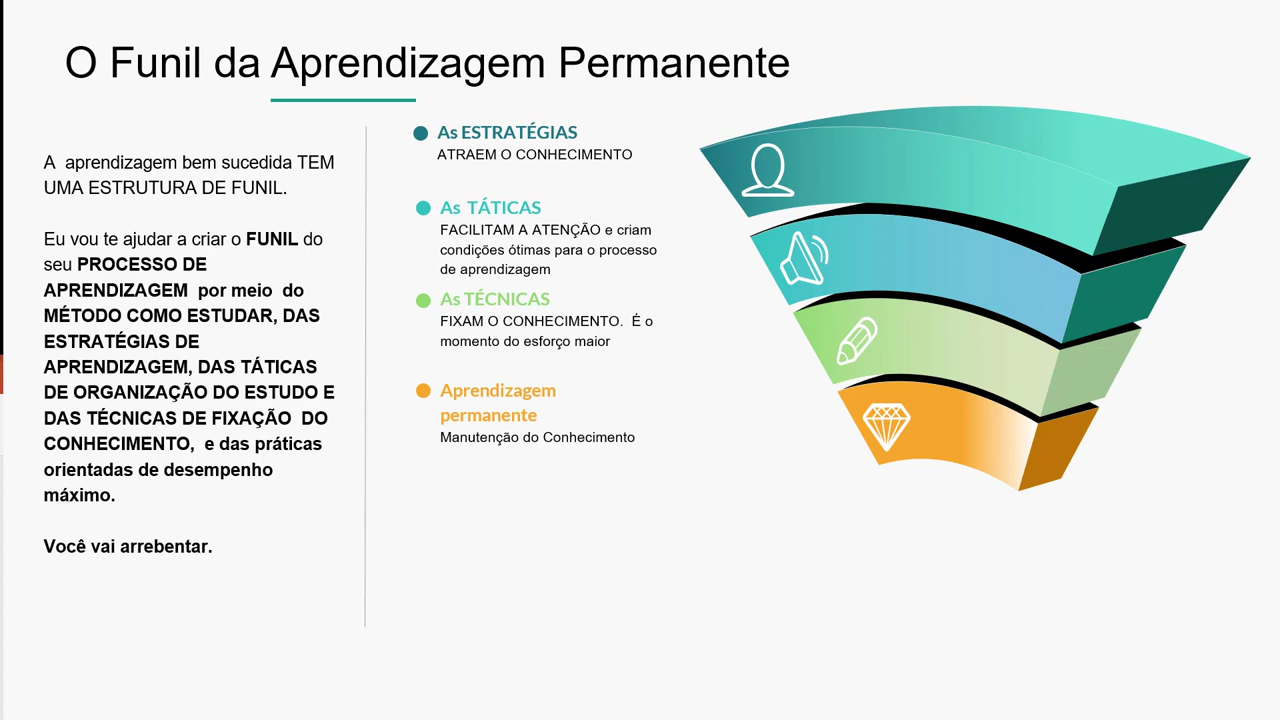 O Funil da Aprendizagem Permanente
A aprendizagem bem sucedida TEM
UMA ESTRUTURA DE FUNIL.
Eu vou te ajudar a criar o FUNIL do
seu PROCESSO DE
APRENDIZAGEM por meio do
MÉTODO COMO ESTUDAR, DAS
ESTRATÉGIAS DE
APRENDIZAGEM, DAS TÁTICAS
DE ORGANIZAÇÃO DO ESTUDO E
DAS TÉCNICAS DE FIXAÇÃO DO
CONHECIMENTO, e das práticas
orientadas de desempenho
máximo.
Você vai arrebentar.
As ESTRATÉGIAS
ATRAEM O CONHECIMENTO
As TÁTICAS
FACILITAM A ATENÇÃO e criam
condições ótimas para o processo
de aprendizagem
As TÉCNICAS
FIXAM O CONHECIMENTO. É o
momento do esforço maior
Aprendizagem
permanente
Manutenção do Conhecimento